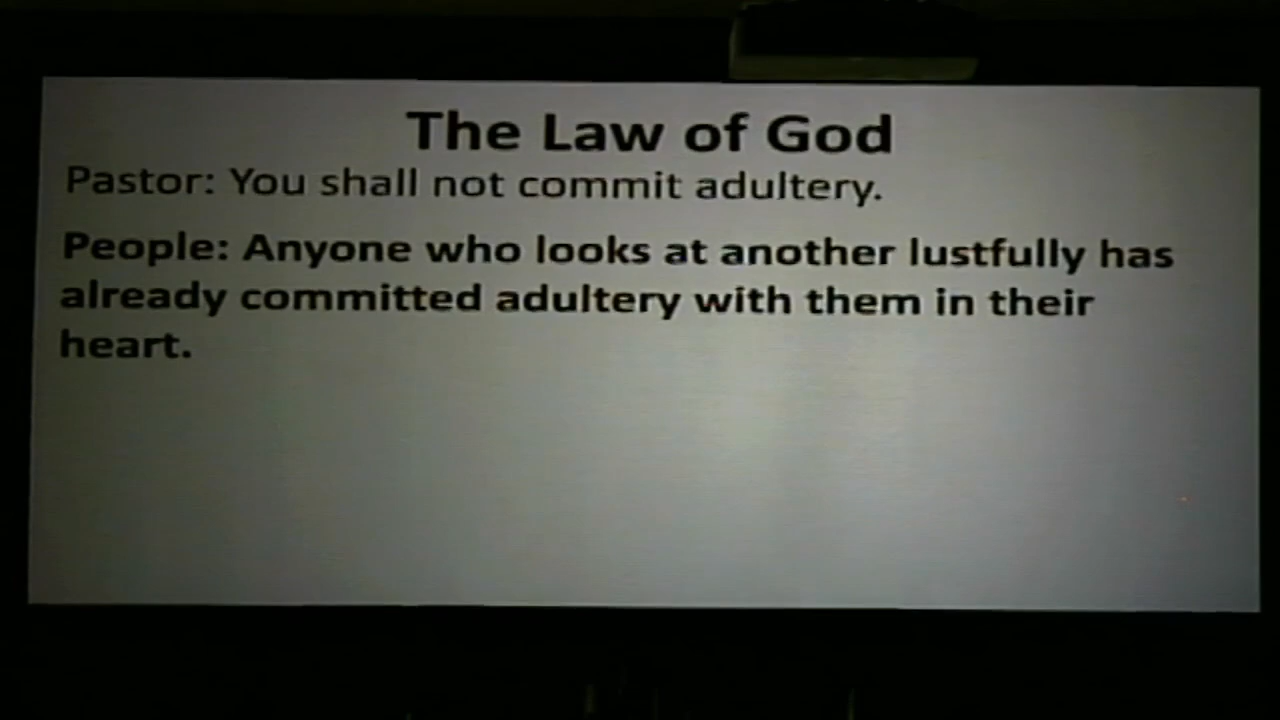 The Law of God
Pastor: You shall not commit adultery.
People: Anyone who looks at another lustfully has
already committed adultery with them in their
heart.